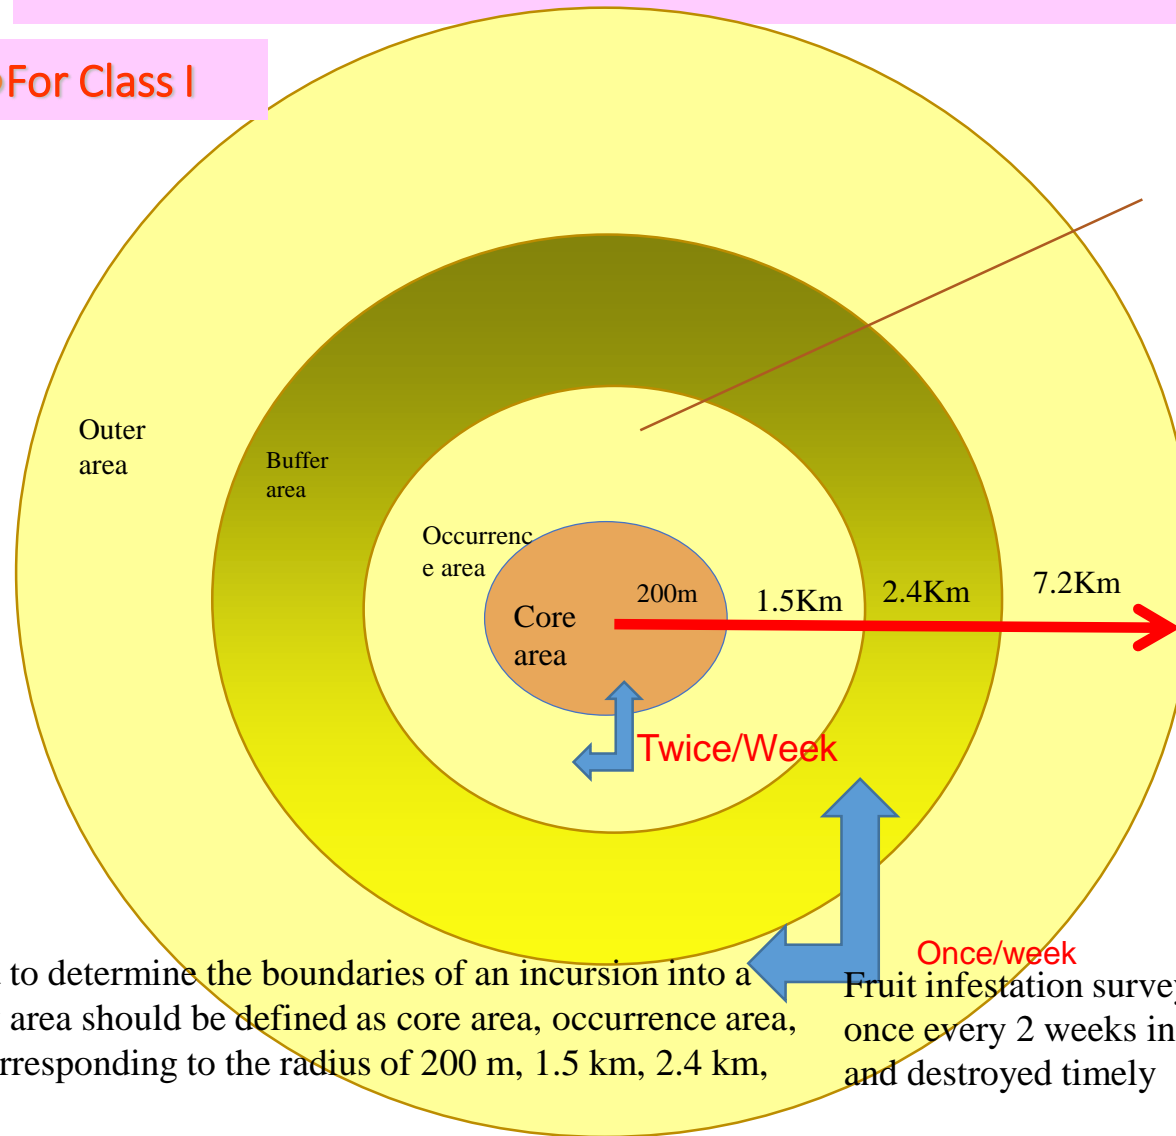 For Class I
Outer
area
Buffer
area
Occurrenc
e area
Core
area
200m
1.5Km
2.4Km
7.2Km
Twice/Week
Once/week
to determine the boundaries of an incursion into a
area should be defined as core area, occurrence area,
rresponding to the radius of 200 m, 1.5 km, 2.4 km,
Fruit infestation survey
once every 2 weeks in
and destroyed timely